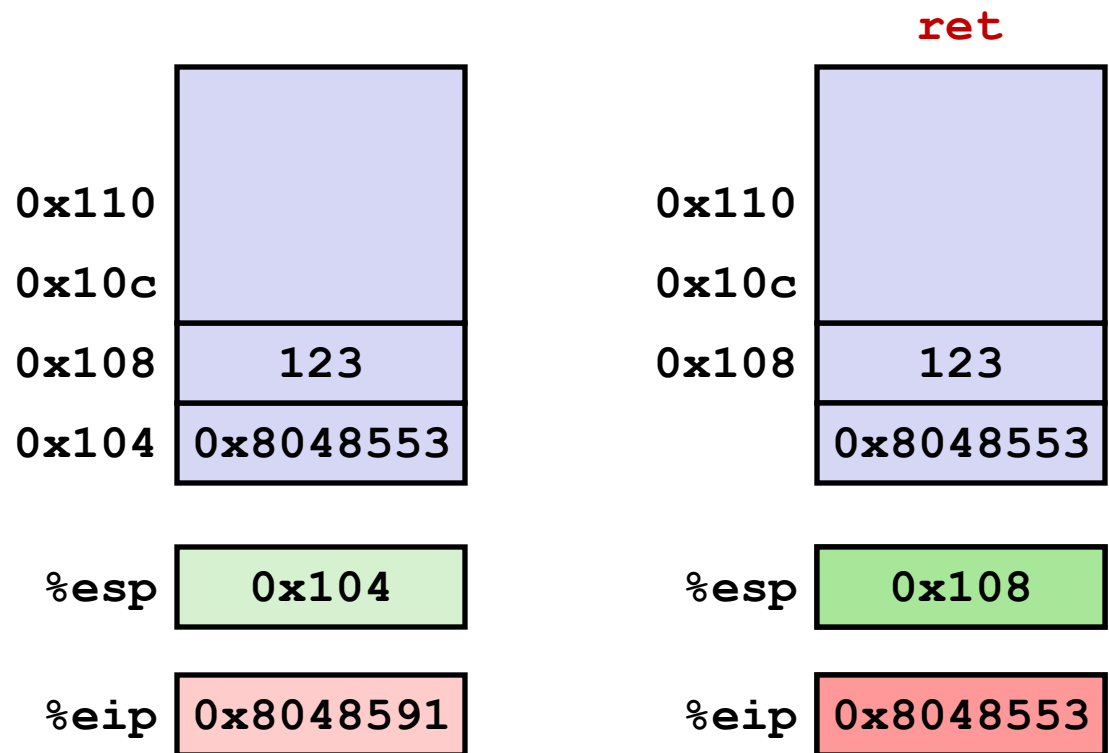 ret
0x110 0x110
0x10c 0x10c
0x108 123 0x108 123
0x104 0x8048553 0x8048553
%esp 0x104 %esp 0x108
%eip 0x8048591 %eip 0x8048553